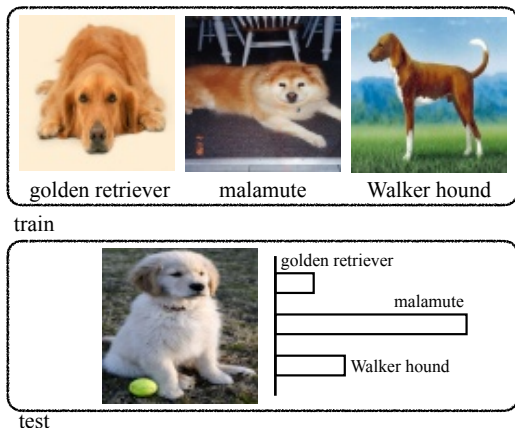 golden retriever
malamute
Walker hound
train
golden retriever
malamute
Walker hound
test